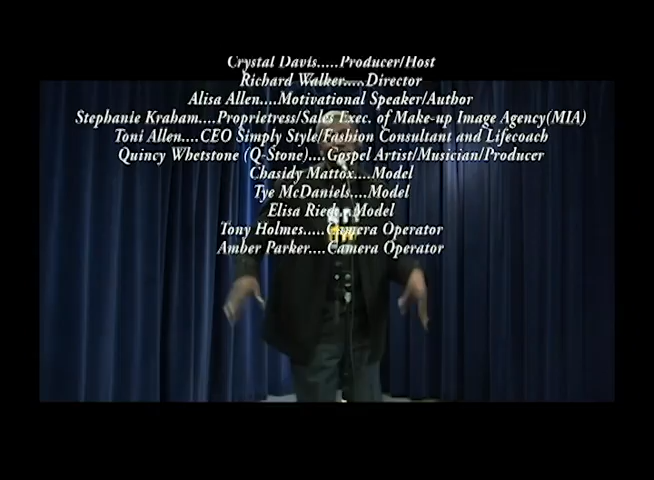 Crystal Davis.....Producer/Host
Richard Walker.....Director
Alisa Allen....Motivational Speaker/Author
Stephanie Kraham....Proprietress/Sales Exec. of Make-up Image Agency(MIA)
Toni Allen....CEO Simply Style/Fashion Consultant and Lifecoach
Quincy Whetstone (Q-Stone)....Gospel Artist/Musician/Producer
Chasidy Mattox....Model
Tye McDaniels....Model
Elisa Ried....Model
Tony Holmes.....Camera Operator
Amber Parker....Camera Operator